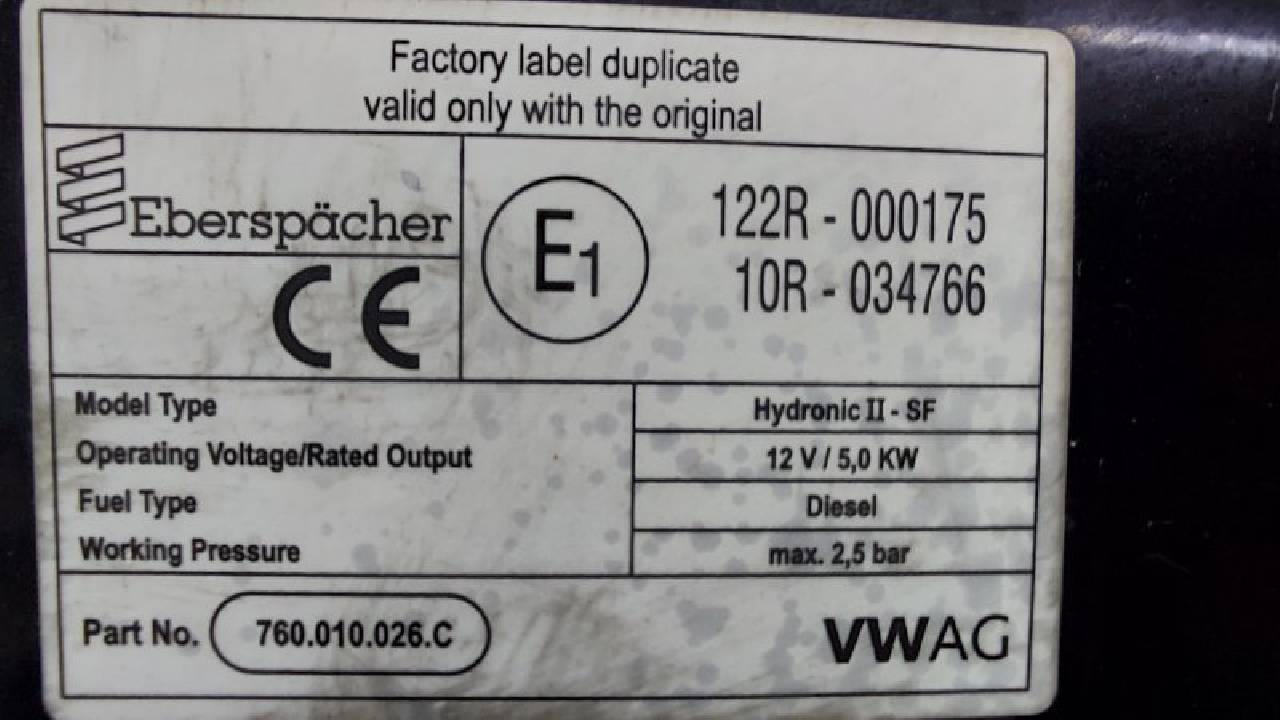 Factory label duplicate
valid only with the original
Eberspächer
CE
E1
122R - 000175
10R - 034766
Model Type
Hydronic II - SF
Operating Voltage/Rated Output
12 V / 5,0 KW
Fuel Type
Diesel
Working Pressure
max. 2,5 bar
Part No. 760.010.026.C
VWAG